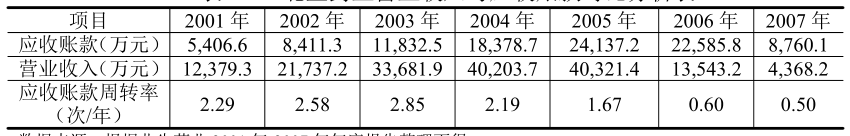 项目 2001 年 2002 年 2003 年 2004 年 2005 年 2006 年 2007 年
应收账款（万元） 5,406.6 8,411.3 11,832.5 18,378.7 24,137.2 22,585.8 8,760.1
营业收入（万元） 12,379.3 21,737.2 33,681.9 40,203.7 40,321.4 13,543.2 4,368.2
应收账款周转率
（次/年） 2.29 2.58 2.85 2.19 1.67 0.60 0.50